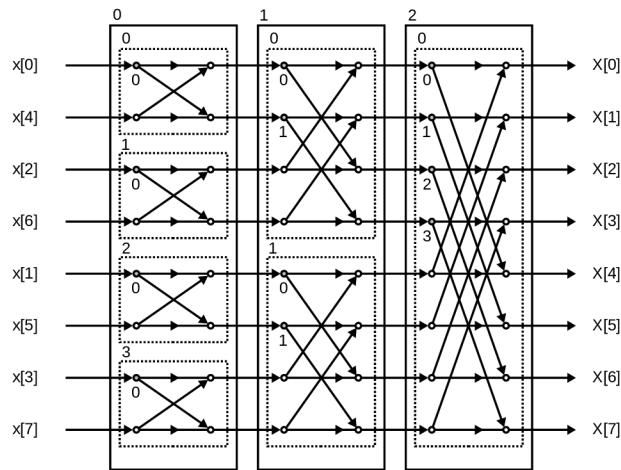 0 1 2
0 0 0
x[0] X[0]
0 0 0
x[4] 1 1 X[1]
1
x[2] X[2]
0 2
x[6] X[3]
3
2 1
x[1] X[4]
0 0
x[5] 1 X[5]
3
x[3] X[6]
0
x[7] X[7]